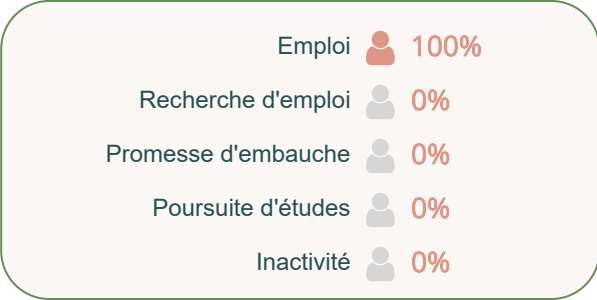 Emploi 100%
Recherche d'emploi 0%
Promesse d'embauche 0%
Poursuite d'études 0%
Inactivité 0%